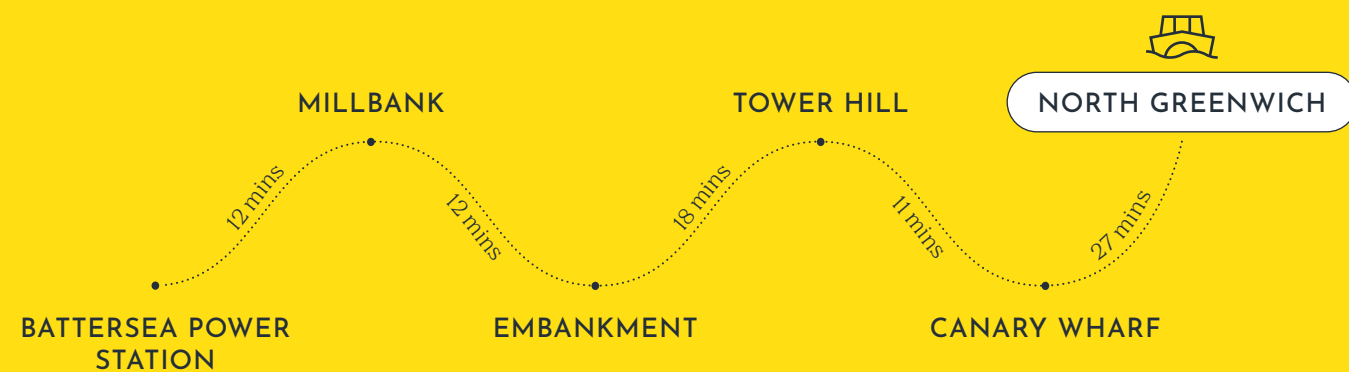 MILLBANK
TOWER HILL
NORTH GREENWICH
12 mins
12 mins
18 mins
11 mins
27 mins
BATTERSEA POWER
STATION
EMBANKMENT
CANARY WHARF